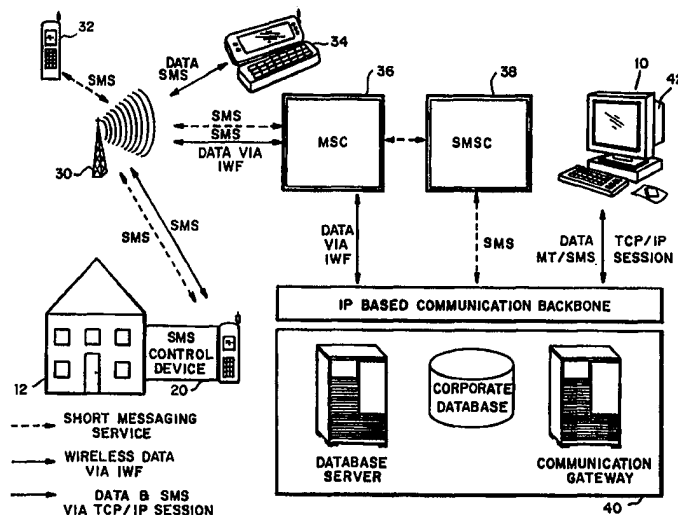 32
SMS
DATA
SMS
34
36
38
10
42
30
SMS
SMS
DATA VIA
IWF
MSC
SMSC
SMS
SMS
DATA
VIA
IWF
SMS
DATA
MT/SMS
TCP/IP
SESSION
IP BASED COMMUNICATION BACKBONE
12
SMS
CONTROL
DEVICE
20
SHORT MESSAGING
SERVICE
WIRELESS DATA
VIA IWF
DATA & SMS
VIA TCP/IP SESSION
DATABASE
SERVER
CORPORATE
DATABASE
COMMUNICATION
GATEWAY
40